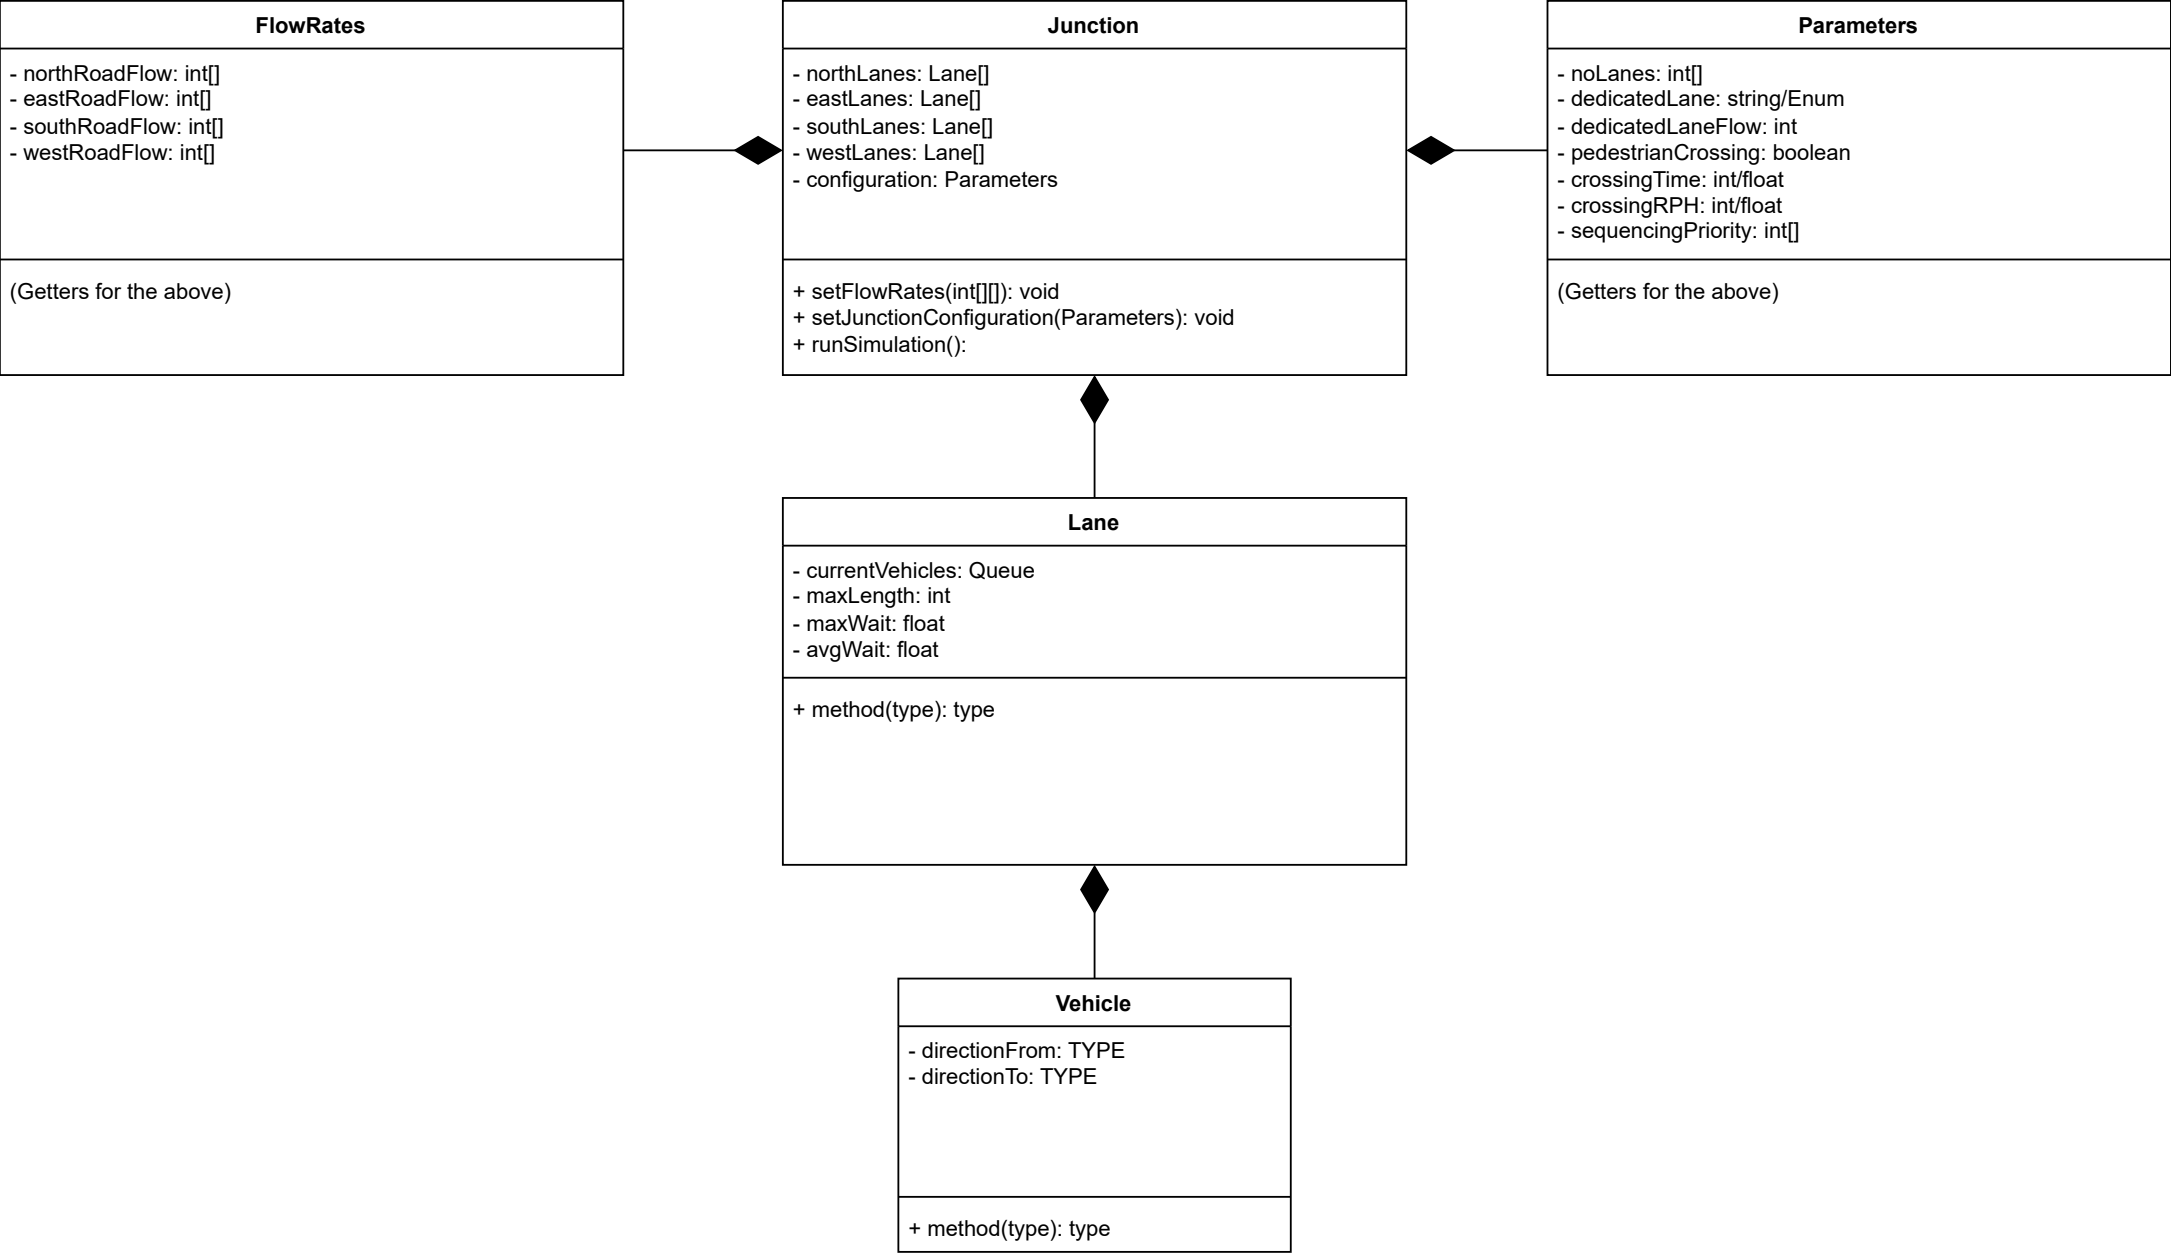 FlowRates
- northRoadFlow: int[]
- eastRoadFlow: int[]
- southRoadFlow: int[]
- westRoadFlow: int[]
(Getters for the above)
Junction
- northLanes: Lane[]
- eastLanes: Lane[]
- southLanes: Lane[]
- westLanes: Lane[]
- configuration: Parameters
+ setFlowRates(int[][]): void
+ setJunctionConfiguration(Parameters): void
+ runSimulation():
Parameters
- noLanes: int[]
- dedicatedLane: string/Enum
- dedicatedLaneFlow: int
- pedestrianCrossing: boolean
- crossingTime: int/float
- crossingRPH: int/float
- sequencingPriority: int[]
(Getters for the above)
Lane
- currentVehicles: Queue
- maxLength: int
- maxWait: float
- avgWait: float
+ method(type): type
Vehicle
- directionFrom: TYPE
- directionTo: TYPE
+ method(type): type